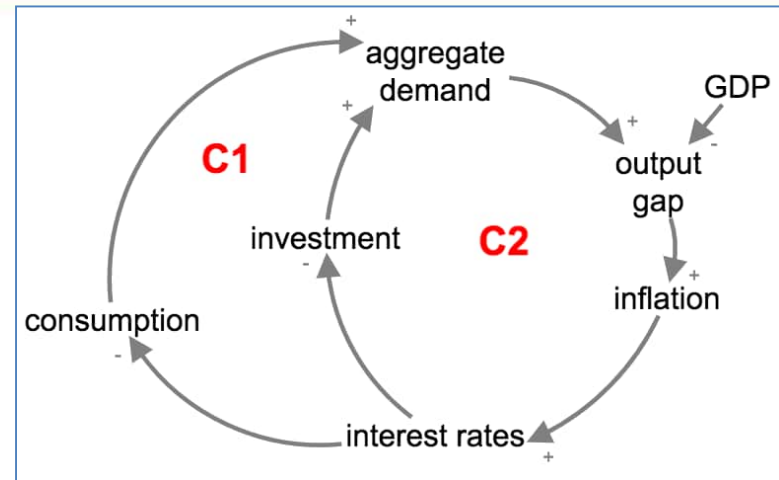 +
aggregate
demand
GDP
+
+
-
C1
output
gap
investment
C2
-
+
inflation
consumption
-
interest rates
+